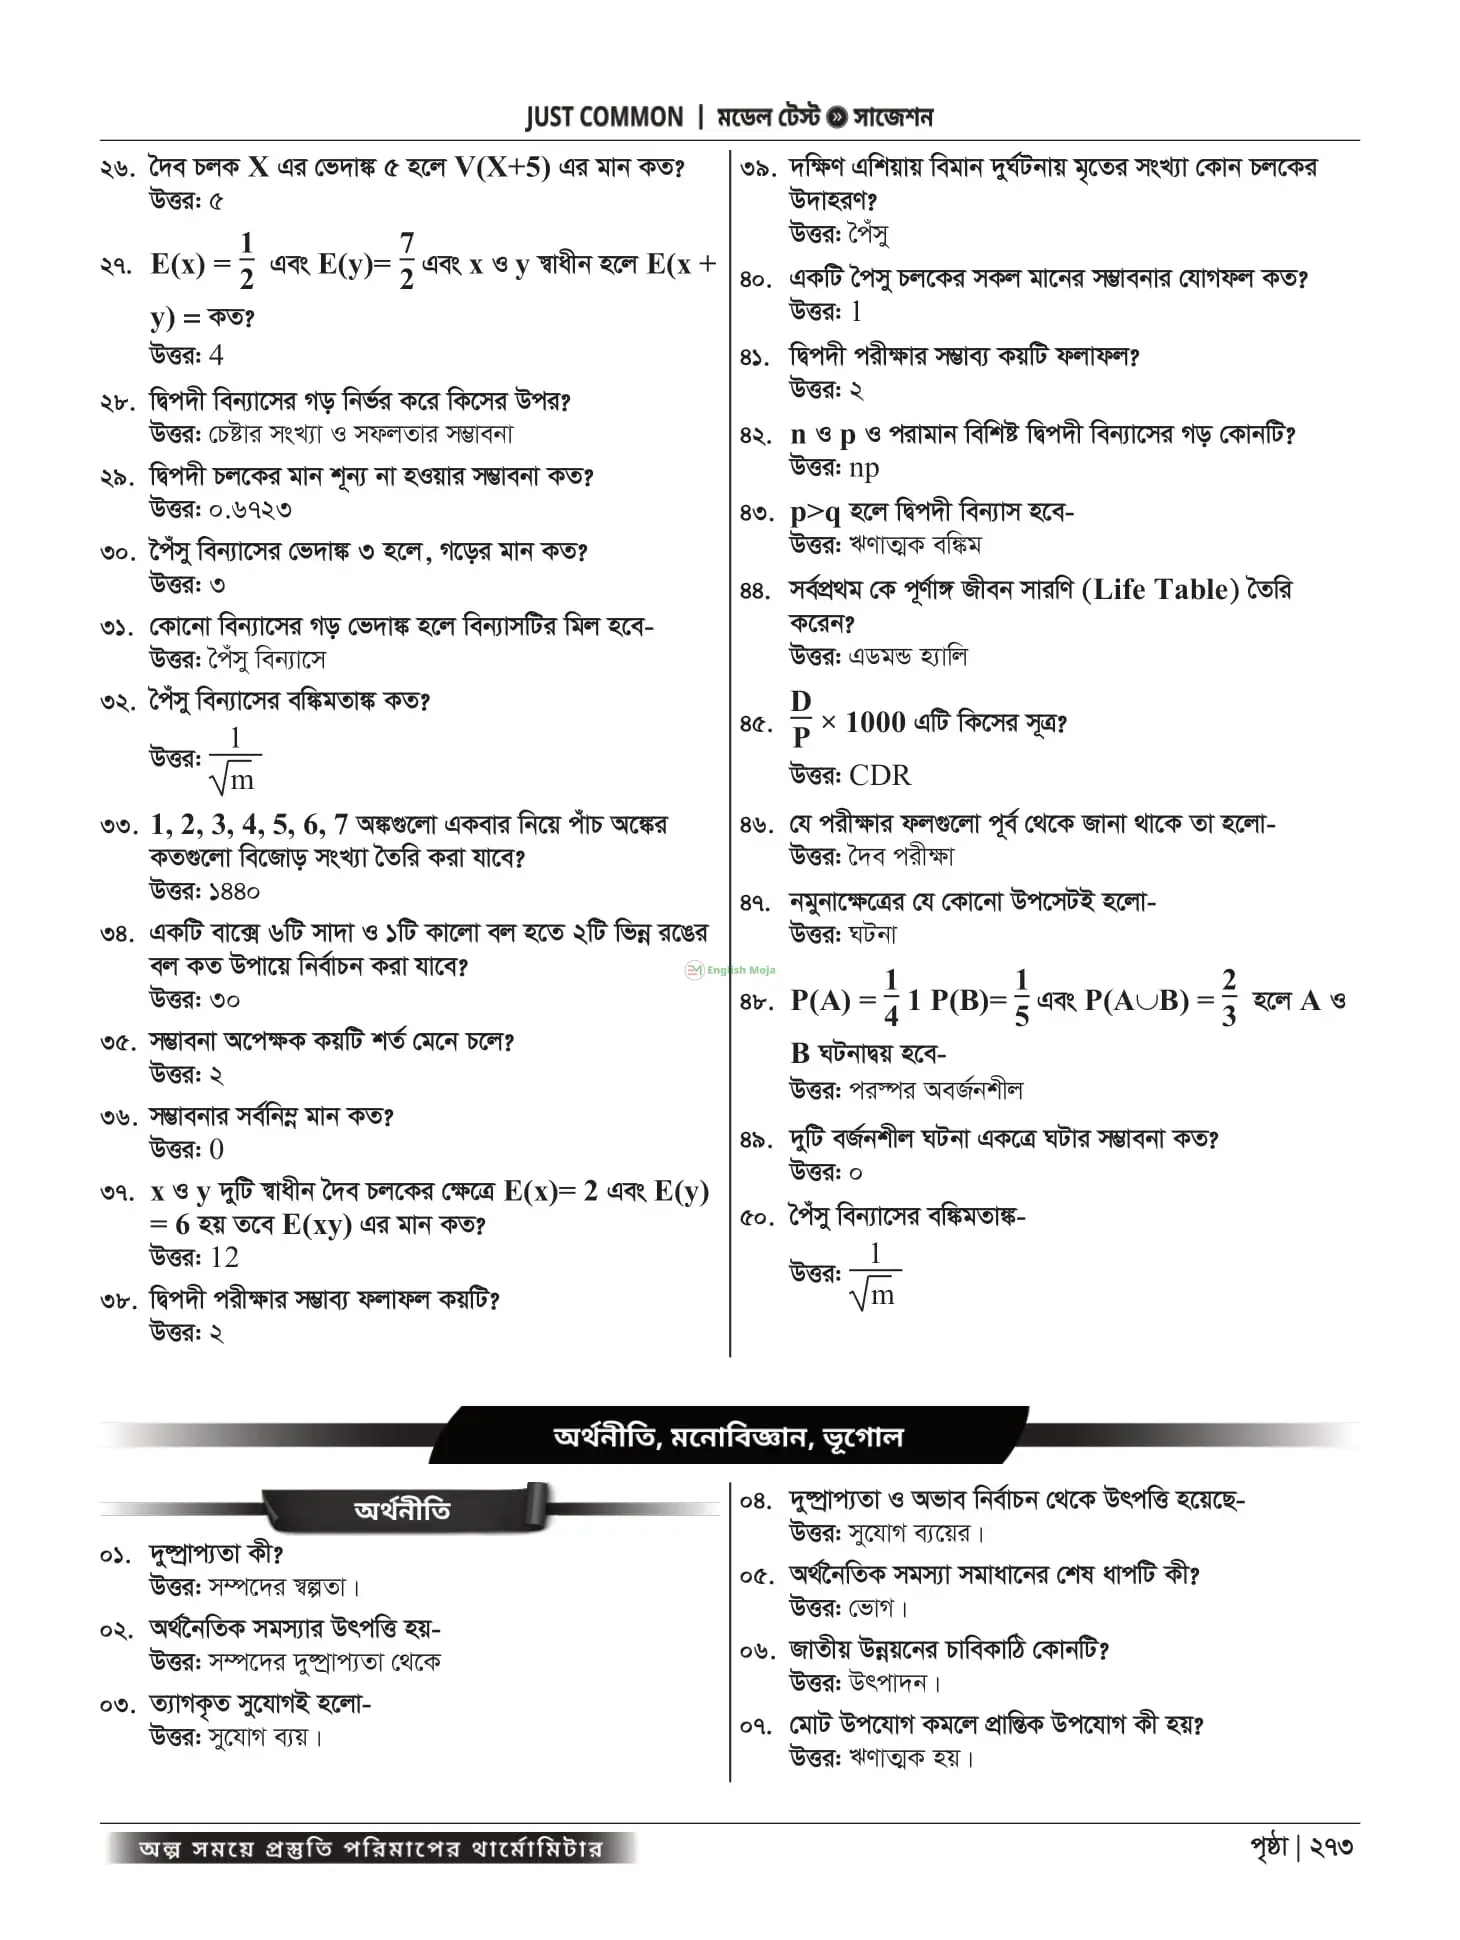 JUST COMMON | মডেল টেস্ট » সাজেশন
২৬. দৈব চলক X এর ভেদাঙ্ক ৫ হলে V(X+5) এর মান কত?
উত্তর: ৫
২৭. E(x) = 1/2 এবং E(y)= 7/2 এবং x ও y স্বাধীন হলে E(x +
y) = কত?
উত্তর: 4
২৮. দ্বিপদী বিন্যাসের গড় নির্ভর করে কিসের উপর?
উত্তর: চেষ্টার সংখ্যা ও সফলতার সম্ভাবনা
২৯. দ্বিপদী চলকের মান শূন্য না হওয়ার সম্ভাবনা কত?
উত্তর: ০.৬৭২৩
৩০. পৈঁসু বিন্যাসের ভেদাঙ্ক ৩ হলে, গড়ের মান কত?
উত্তর: ৩
৩১. কোনো বিন্যাসের গড় ভেদাঙ্ক হলে বিন্যাসটির মিল হবে-
উত্তর: পৈঁসু বিন্যাসে
৩২. পৈঁসু বিন্যাসের বঙ্কিমতাঙ্ক কত?
উত্তর: 1/√m
৩৩. 1, 2, 3, 4, 5, 6, 7 অঙ্কগুলো একবার নিয়ে পাঁচ অঙ্কের
কতগুলো বিজোড় সংখ্যা তৈরি করা যাবে?
উত্তর: ১৪৪০
৩৪. একটি বাক্সে ৬টি সাদা ও ১টি কালো বল হতে ২টি ভিন্ন রঙের
বল কত উপায়ে নির্বাচন করা যাবে?
উত্তর: ৩০
৩৫. সম্ভাবনা অপেক্ষক কয়টি শর্ত মেনে চলে?
উত্তর: ২
৩৬. সম্ভাবনার সর্বনিম্ন মান কত?
উত্তর: 0
৩৭. x ও y দুটি স্বাধীন দৈব চলকের ক্ষেত্রে E(x)= 2 এবং E(y)
= 6 হয় তবে E(xy) এর মান কত?
উত্তর: 12
৩৮. দ্বিপদী পরীক্ষার সম্ভাব্য ফলাফল কয়টি?
উত্তর: ২
৩৯. দক্ষিণ এশিয়ায় বিমান দুর্ঘটনায় মৃতের সংখ্যা কোন চলকের
উদাহরণ?
উত্তর: পৈঁসু
৪০. একটি পৈসু চলকের সকল মানের সম্ভাবনার যোগফল কত?
উত্তর: 1
৪১. দ্বিপদী পরীক্ষার সম্ভাব্য কয়টি ফলাফল?
উত্তর: ২
৪২. n ও p ও পরামান বিশিষ্ট দ্বিপদী বিন্যাসের গড় কোনটি?
উত্তর: np
৪৩. p>q হলে দ্বিপদী বিন্যাস হবে-
উত্তর: ঋণাত্মক বঙ্কিম
৪৪. সর্বপ্রথম কে পূর্ণাঙ্গ জীবন সারণি (Life Table) তৈরি
করেন?
উত্তর: এডমন্ড হ্যালি
৪৫. D/P × 1000 এটি কিসের সূত্র?
উত্তর: CDR
৪৬. যে পরীক্ষার ফলগুলো পূর্ব থেকে জানা থাকে তা হলো-
উত্তর: দৈব পরীক্ষা
৪৭. নমুনাক্ষেত্রের যে কোনো উপসেটই হলো-
উত্তর: ঘটনা
৪৮. P(A) = 1/4 1 P(B)= 1/5 এবং P(A∪B) = 2/3 হলে A ও
B ঘটনাদ্বয় হবে-
উত্তর: পরস্পর অবর্জনশীল
৪৯. দুটি বর্জনশীল ঘটনা একত্রে ঘটার সম্ভাবনা কত?
উত্তর: ০
৫০. পৈঁসু বিন্যাসের বঙ্কিমতাঙ্ক-
উত্তর: 1/√m
EM English Moja
অর্থনীতি, মনোবিজ্ঞান, ভূগোল
অর্থনীতি
০১. দুষ্প্রাপ্যতা কী?
উত্তর: সম্পদের স্বল্পতা।
০২. অর্থনৈতিক সমস্যার উৎপত্তি হয়-
উত্তর: সম্পদের দুষ্প্রাপ্যতা থেকে
০৩. ত্যাগকৃত সুযোগই হলো-
উত্তর: সুযোগ ব্যয়।
০৪. দুষ্প্রাপ্যতা ও অভাব নির্বাচন থেকে উৎপত্তি হয়েছে-
উত্তর: সুযোগ ব্যয়ের।
০৫. অর্থনৈতিক সমস্যা সমাধানের শেষ ধাপটি কী?
উত্তর: ভোগ।
০৬. জাতীয় উন্নয়নের চাবিকাঠি কোনটি?
উত্তর: উৎপাদন।
০৭. মোট উপযোগ কমলে প্রান্তিক উপযোগ কী হয়?
উত্তর: ঋণাত্মক হয়।
অল্প সময়ে প্রস্তুতি পরিমাপের থার্মোমিটার
পৃষ্ঠা | ২৭৩